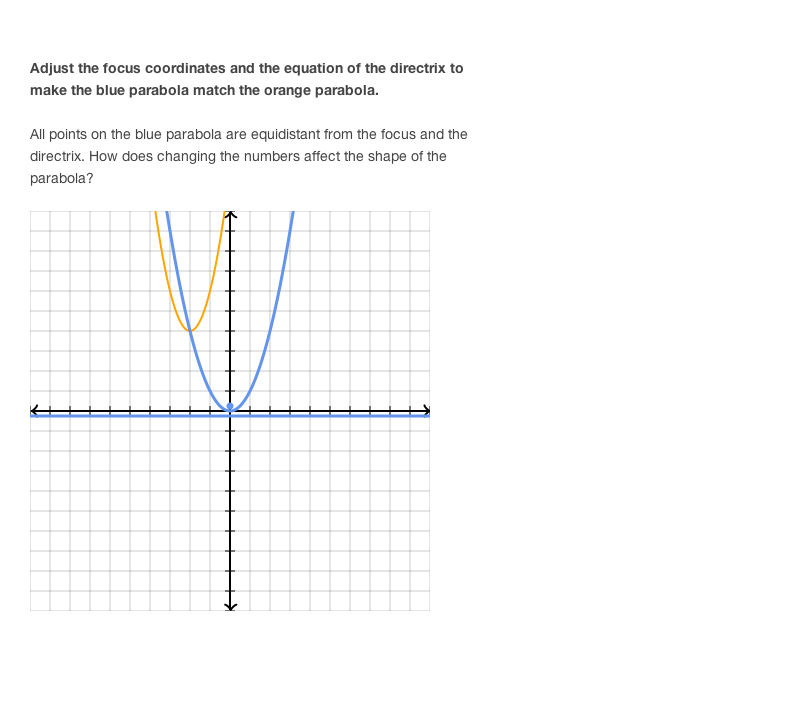 Adjust the focus coordinates and the equation of the directrix to
make the blue parabola match the orange parabola.
All points on the blue parabola are equidistant from the focus and the
directrix. How does changing the numbers affect the shape of the
parabola?